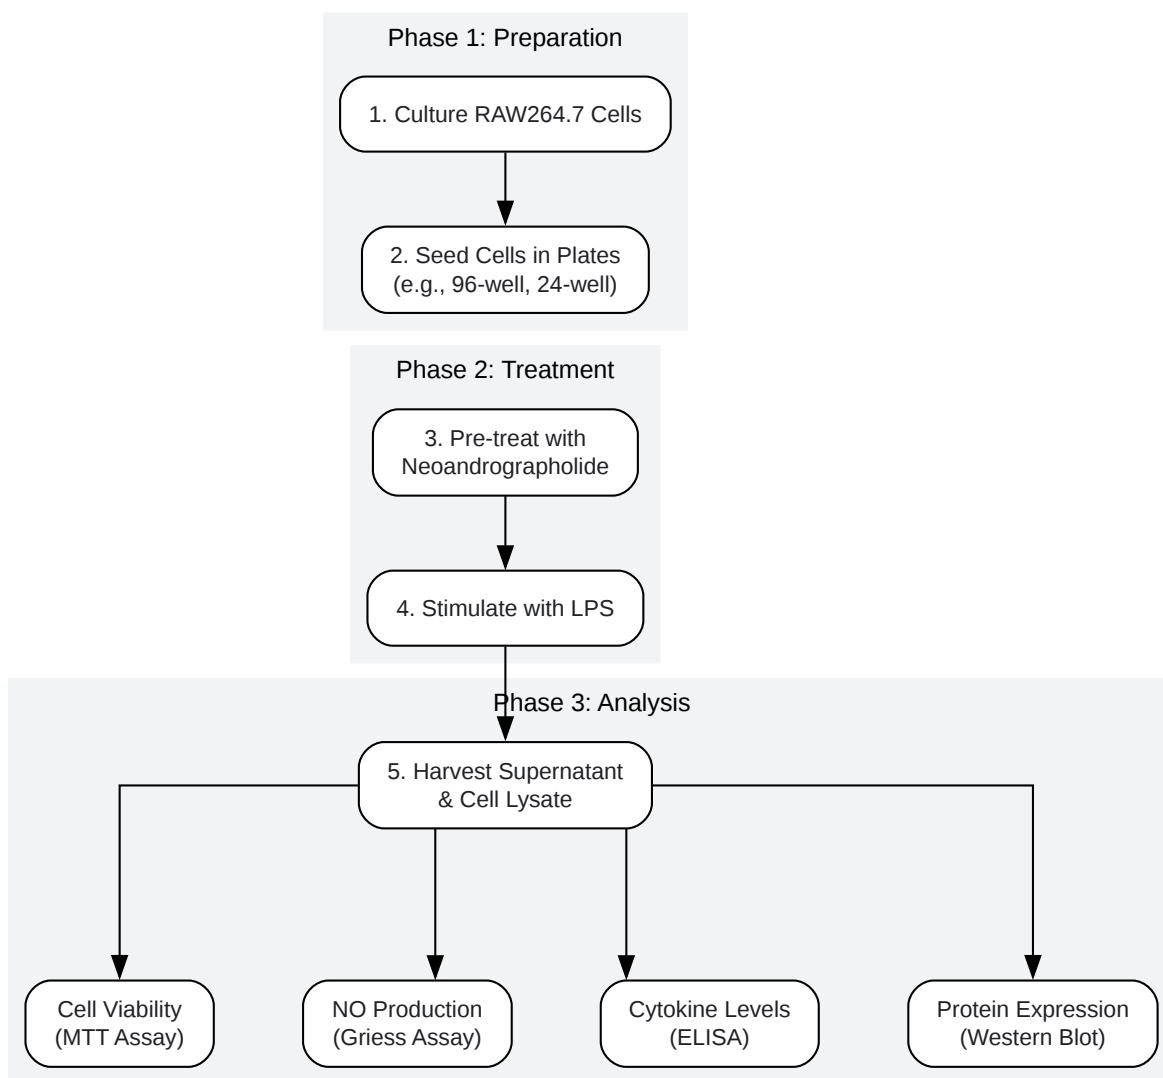 Phase 1: Preparation
1. Culture RAW264.7 Cells
2. Seed Cells in Plates
(e.g., 96-well, 24-well)
Phase 2: Treatment
3. Pre-treat with
Neoandrographolide
4. Stimulate with LPS
Phase 3: Analysis
5. Harvest Supernatant
& Cell Lysate
Cell Viability
(MTT Assay)
NO Production
(Griess Assay)
Cytokine Levels
(ELISA)
Protein Expression
(Western Blot)